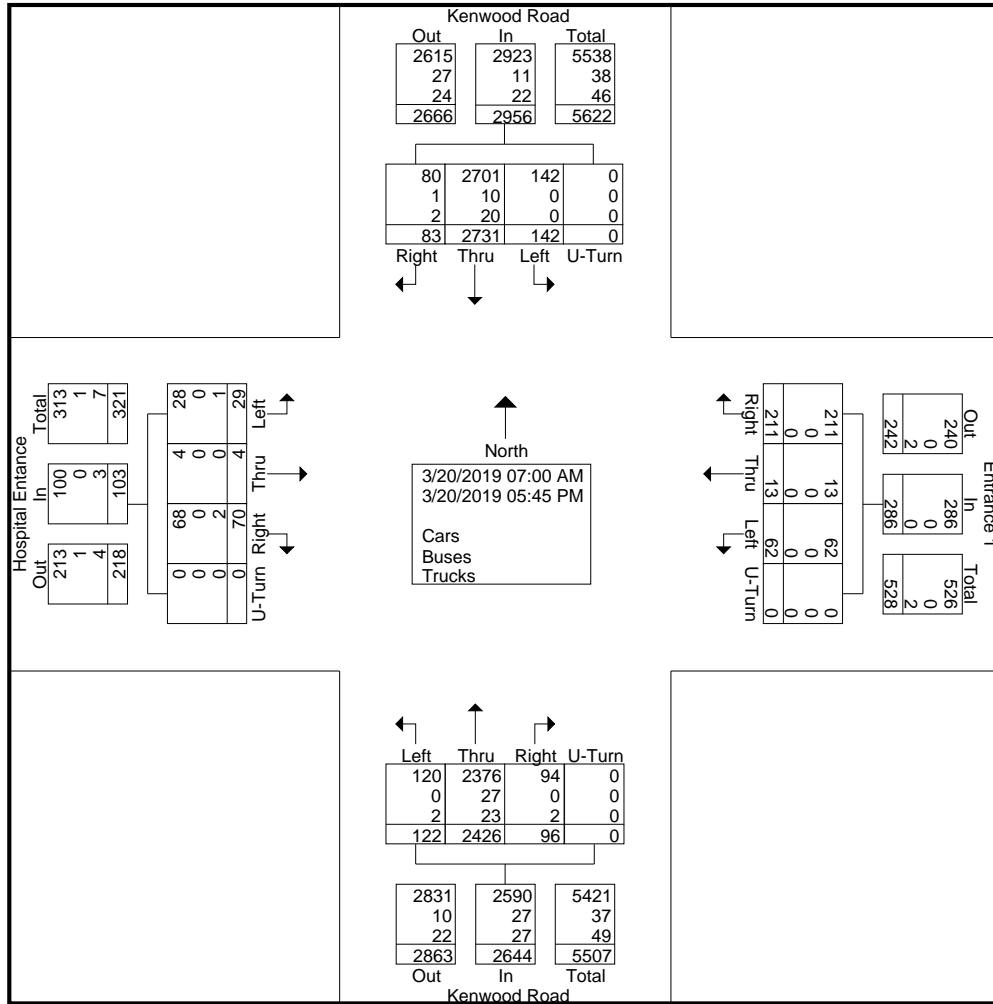 Kenwood Road
Out In Total
2615 2923 5538
27 11 38
24 22 46
2666 2956 5622
80 2701 142 0
1 10 0 0
2 20 0 0
83 2731 142 0
Right Thru Left U-Turn
Hospital Entance
Total
313
1
7
321
In
100
0
3
103
Out
213
1
4
218
28
0
1
29
Left
4
0
0
4
Thru
68
0
2
70
Right
0
0
0
0
U-Turn
North
3/20/2019 07:00 AM
3/20/2019 05:45 PM
Cars
Buses
Trucks
Right
211
0
0
211
Thru
13
0
0
13
Left
62
0
0
62
U-Turn
0
0
0
0
Out
240
0
2
242
In
286
0
0
286
Total
526
0
2
528
Left Thru Right U-Turn
120 2376 94 0
0 27 0 0
2 23 2 0
122 2426 96 0
2831 2590 5421
10 27 37
22 27 49
2863 2644 5507
Out In Total
Kenwood Road